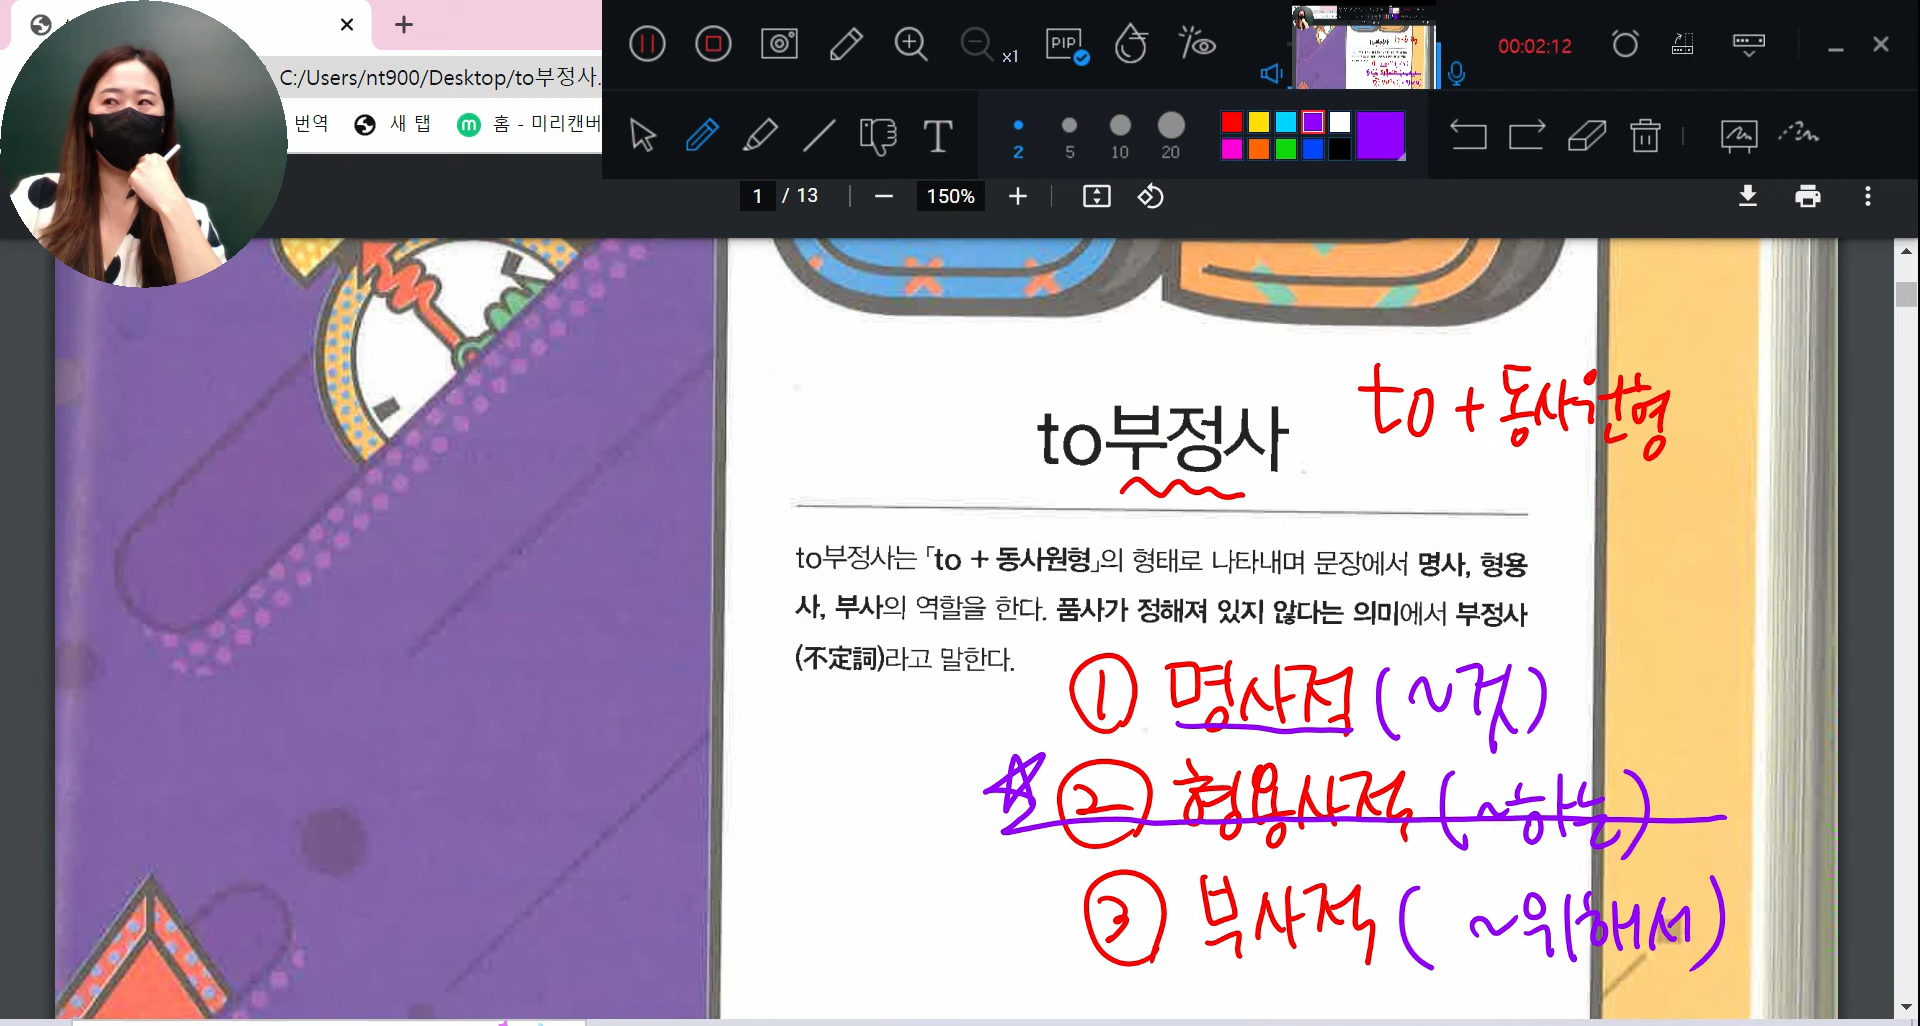 C:/Users/nt900/Desktop/to부정사.
번역 새 탭 홈 - 미리캔버
x1
PIP
00:02:12
T
2 5 10 20
1 / 13
150%
to + 동사원형
to부정사
to부정사는 「to + 동사원형」의 형태로 나타내며 문장에서 명사, 형용
사, 부사의 역할을 한다. 품사가 정해져 있지 않다는 의미에서 부정사
(不定詞)라고 말한다.
① 명사적 (~것)
② 형용사적 (~하는)
③ 부사적 (~위해서)